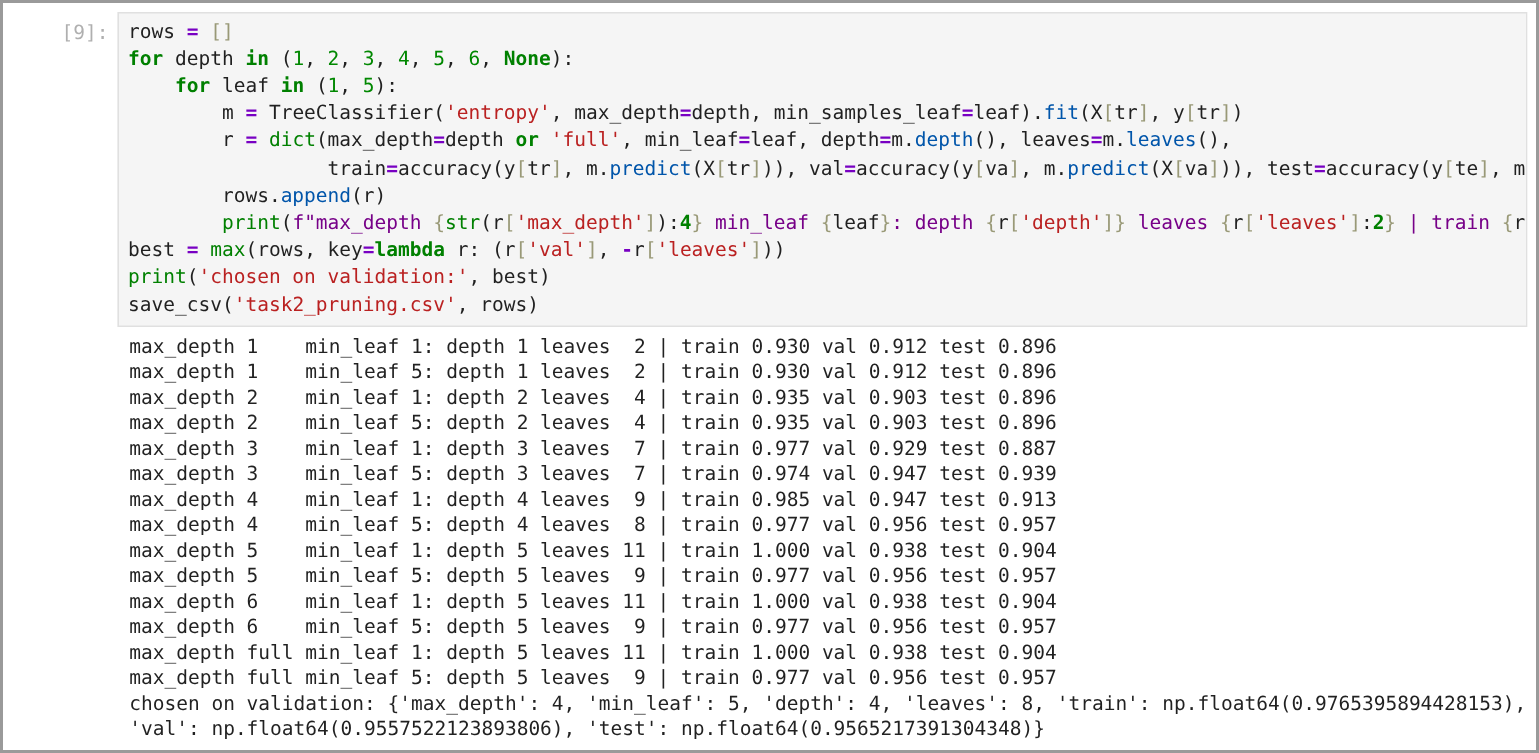 [9]:
rows = []
for depth in (1, 2, 3, 4, 5, 6, None):
    for leaf in (1, 5):
        m = TreeClassifier('entropy', max_depth=depth, min_samples_leaf=leaf).fit(X[tr], y[tr])
        r = dict(max_depth=depth or 'full', min_leaf=leaf, depth=m.depth(), leaves=m.leaves(),
                 train=accuracy(y[tr], m.predict(X[tr])), val=accuracy(y[va], m.predict(X[va])), test=accuracy(y[te], m
        rows.append(r)
        print(f"max_depth {str(r['max_depth']):4} min_leaf {leaf}: depth {r['depth']} leaves {r['leaves']:2} | train {r
best = max(rows, key=lambda r: (r['val'], -r['leaves']))
print('chosen on validation:', best)
save_csv('task2_pruning.csv', rows)
max_depth 1    min_leaf 1: depth 1 leaves  2 | train 0.930 val 0.912 test 0.896
max_depth 1    min_leaf 5: depth 1 leaves  2 | train 0.930 val 0.912 test 0.896
max_depth 2    min_leaf 1: depth 2 leaves  4 | train 0.935 val 0.903 test 0.896
max_depth 2    min_leaf 5: depth 2 leaves  4 | train 0.935 val 0.903 test 0.896
max_depth 3    min_leaf 1: depth 3 leaves  7 | train 0.977 val 0.929 test 0.887
max_depth 3    min_leaf 5: depth 3 leaves  7 | train 0.974 val 0.947 test 0.939
max_depth 4    min_leaf 1: depth 4 leaves  9 | train 0.985 val 0.947 test 0.913
max_depth 4    min_leaf 5: depth 4 leaves  8 | train 0.977 val 0.956 test 0.957
max_depth 5    min_leaf 1: depth 5 leaves 11 | train 1.000 val 0.938 test 0.904
max_depth 5    min_leaf 5: depth 5 leaves  9 | train 0.977 val 0.956 test 0.957
max_depth 6    min_leaf 1: depth 5 leaves 11 | train 1.000 val 0.938 test 0.904
max_depth 6    min_leaf 5: depth 5 leaves  9 | train 0.977 val 0.956 test 0.957
max_depth full min_leaf 1: depth 5 leaves 11 | train 1.000 val 0.938 test 0.904
max_depth full min_leaf 5: depth 5 leaves  9 | train 0.977 val 0.956 test 0.957
chosen on validation: {'max_depth': 4, 'min_leaf': 5, 'depth': 4, 'leaves': 8, 'train': np.float64(0.9765395894428153),
'val': np.float64(0.9557522123893806), 'test': np.float64(0.9565217391304348)}